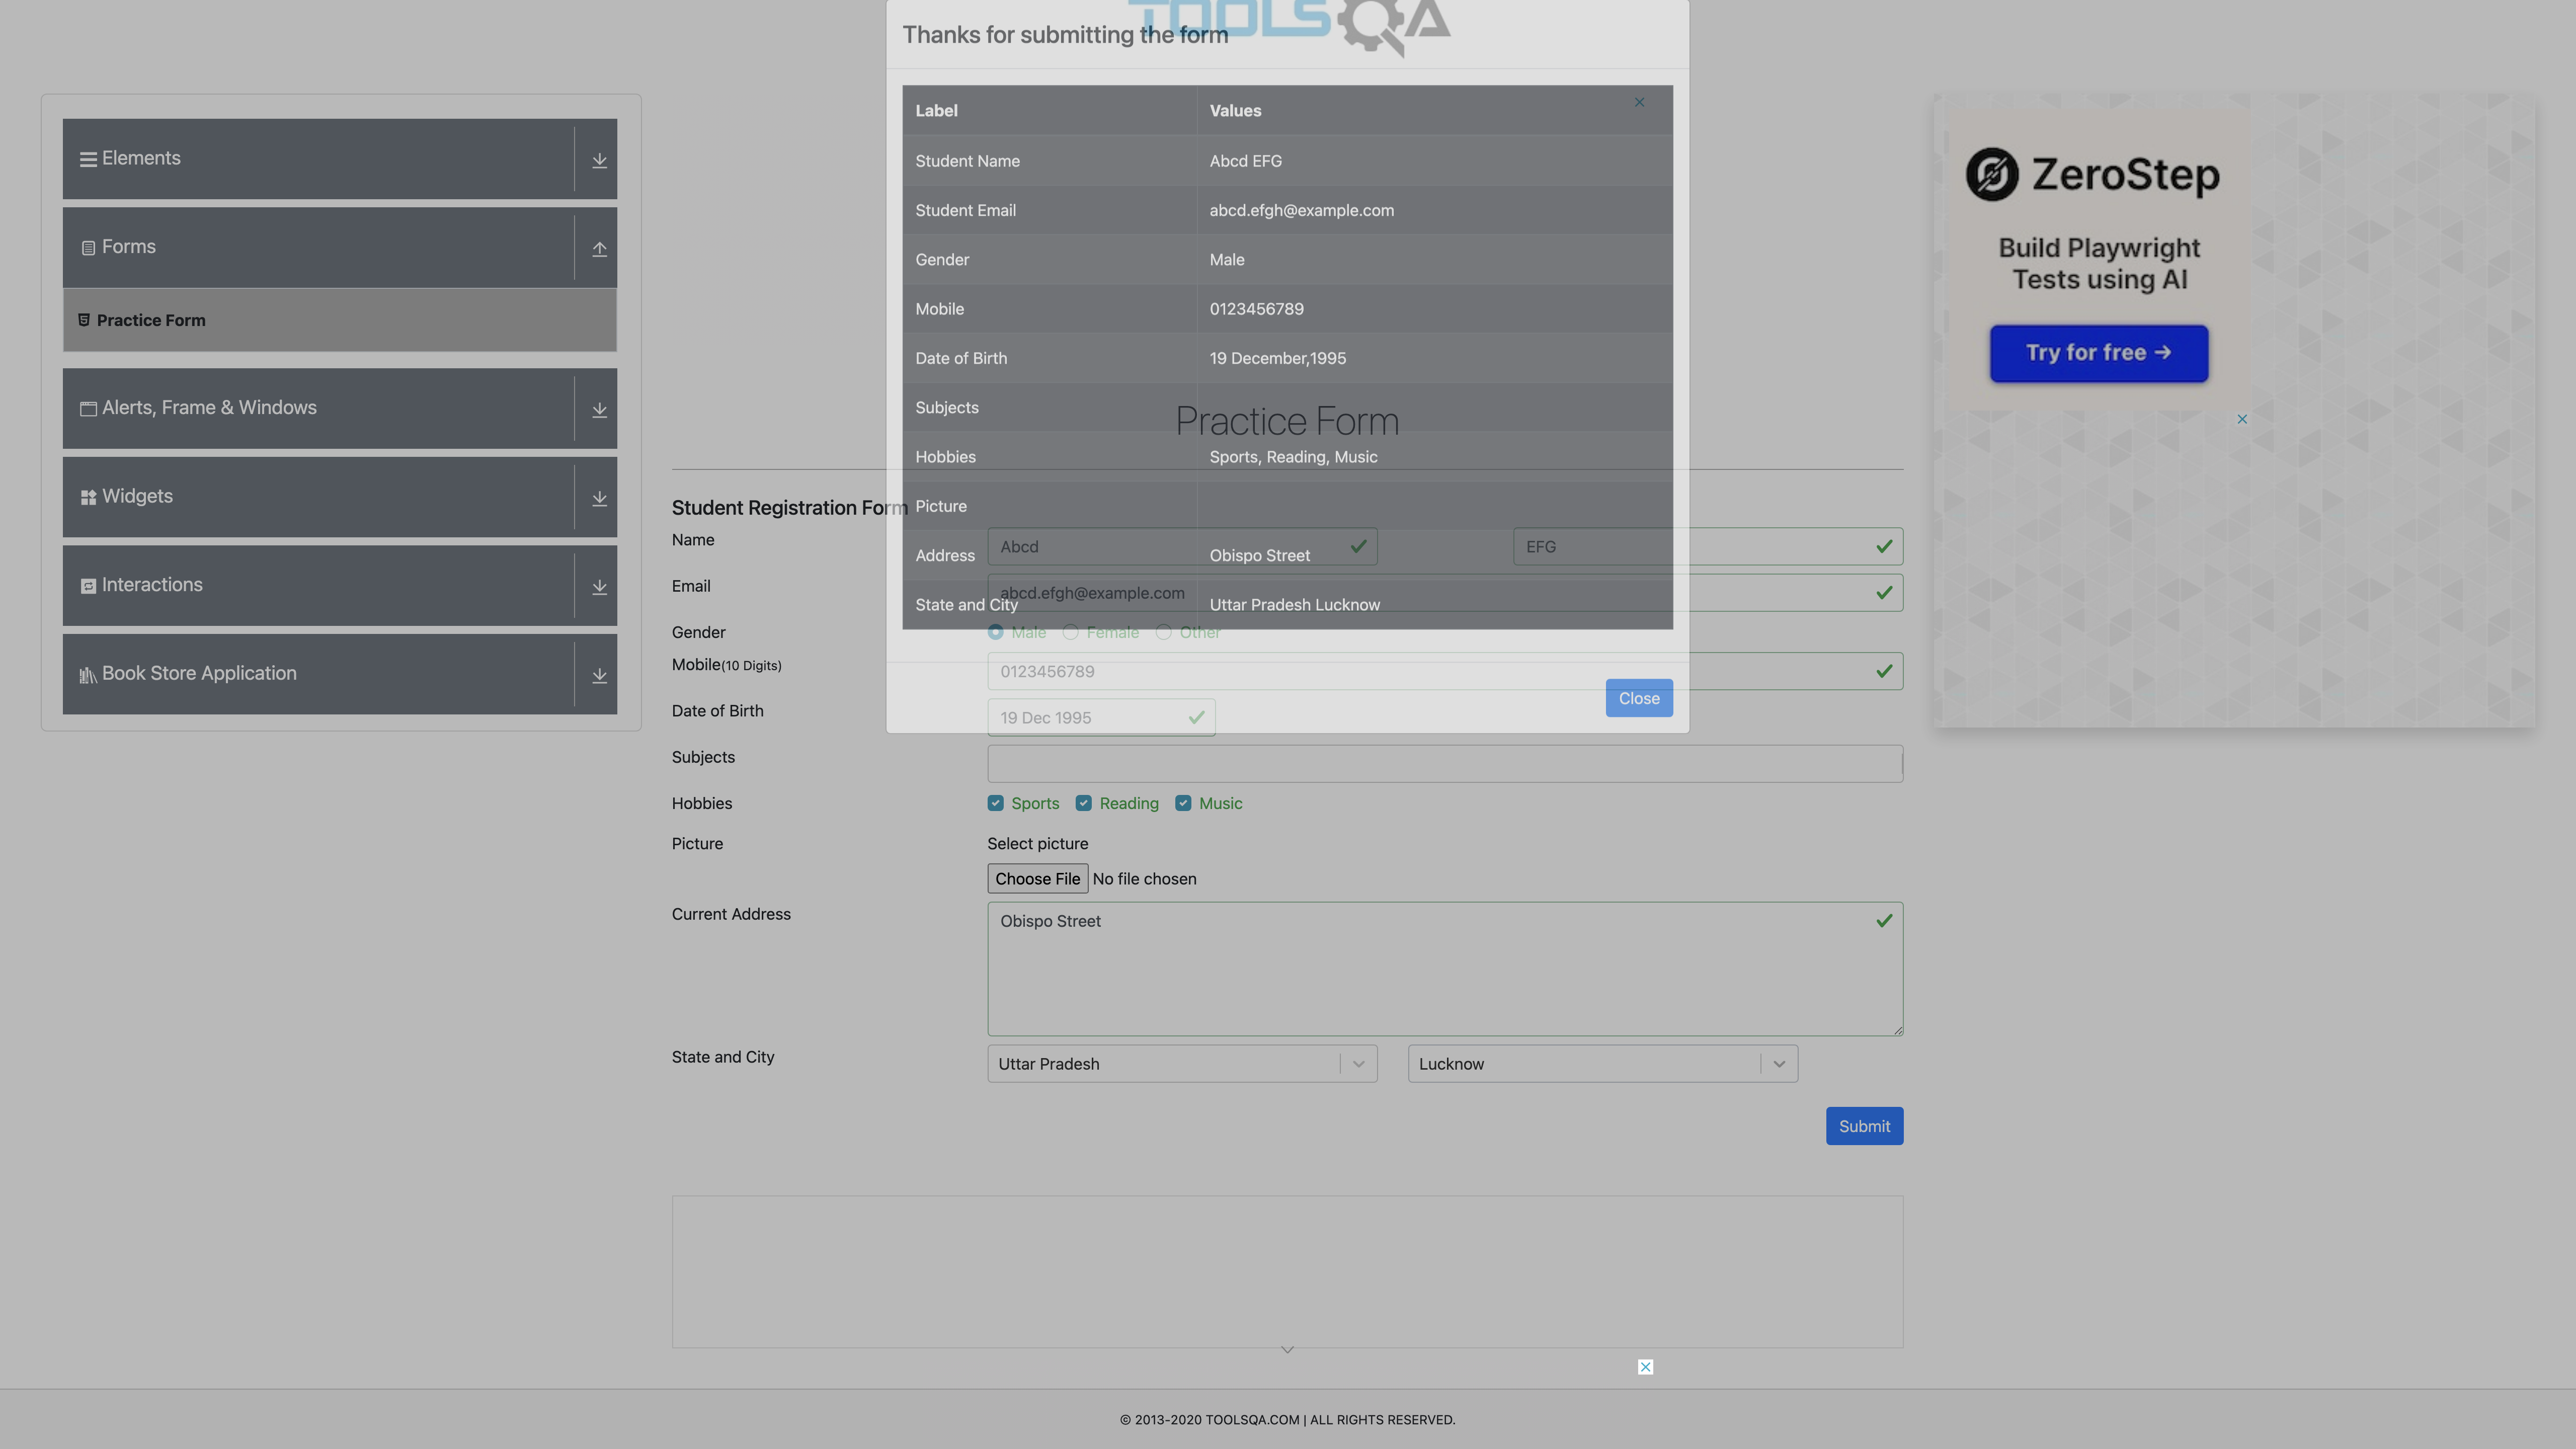 TOOLSQA
Thanks for submitting the form
Label Values
Student Name Abcd EFG
Student Email abcd.efgh@example.com
Gender Male
Mobile 0123456789
Date of Birth 19 December,1995
Subjects
Hobbies Sports, Reading, Music
Picture
Address Obispo Street
State and City Uttar Pradesh Lucknow
Close
Elements
Forms
Practice Form
Alerts, Frame & Windows
Widgets
Interactions
Book Store Application
Practice Form
Student Registration Form
Name Abcd EFG
Email abcd.efgh@example.com
Gender Male Female Other
Mobile(10 Digits) 0123456789
Date of Birth 19 Dec 1995
Subjects
Hobbies Sports Reading Music
Picture Select picture
Choose File No file chosen
Current Address Obispo Street
State and City Uttar Pradesh Lucknow
Submit
ZeroStep
Build Playwright
Tests using AI
Try for free →
© 2013-2020 TOOLSQA.COM | ALL RIGHTS RESERVED.